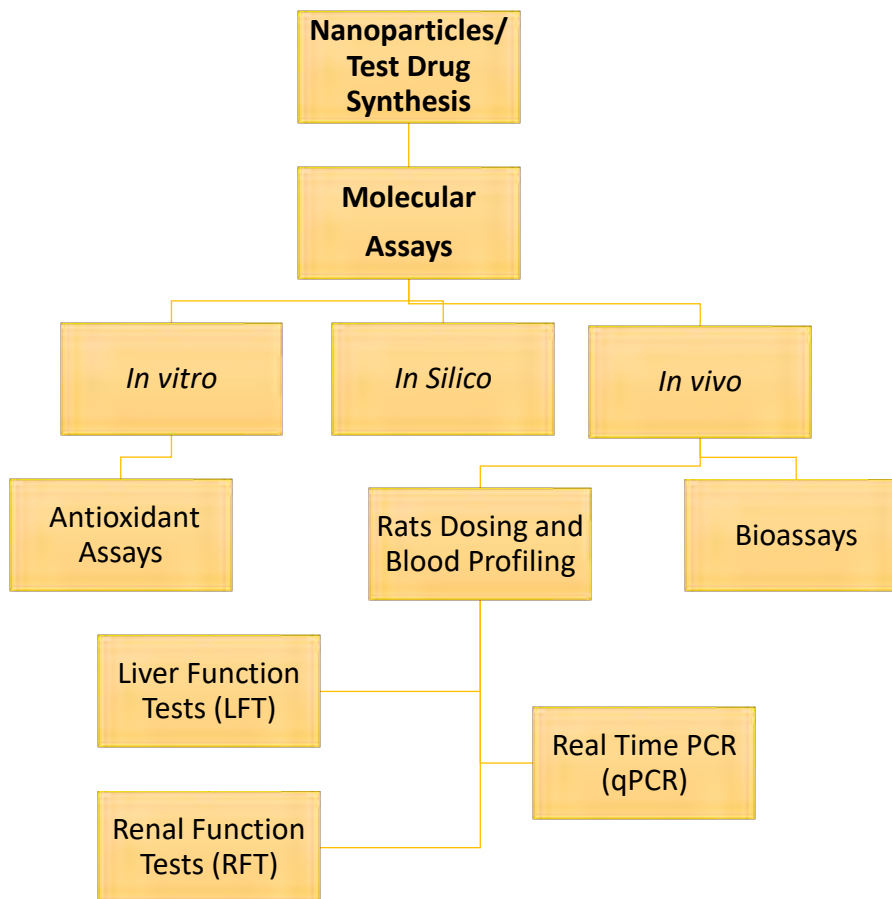 Nanoparticles/
Test Drug
Synthesis
Molecular
Assays
In vitro
In Silico
In vivo
Antioxidant
Assays
Rats Dosing and
Blood Profiling
Bioassays
Liver Function
Tests (LFT)
Real Time PCR
(qPCR)
Renal Function
Tests (RFT)